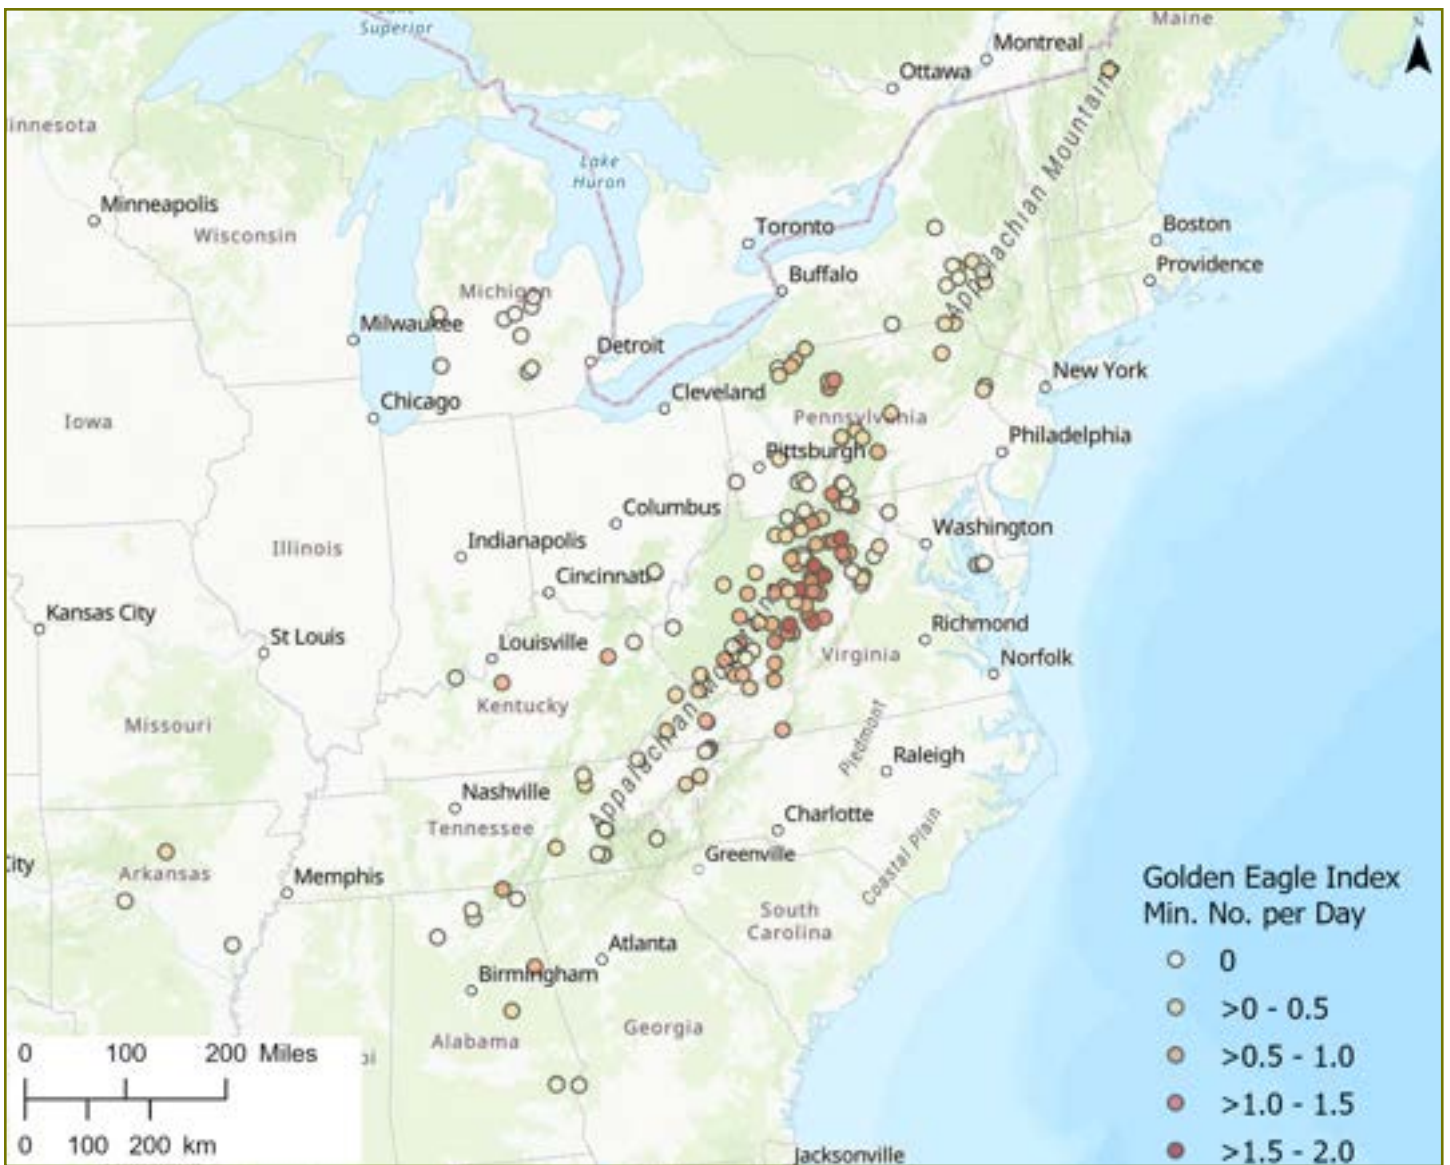 Lake
Superior
Maine
Montreal
Ottawa
innesota
Lake
Huron
Minneapolis
Wisconsin
Toronto
Boston
Providence
Buffalo
Michigan
Milwaukee
Detroit
New York
Chicago
Cleveland
Iowa
Pennsylvania
Philadelphia
Pittsburgh
Columbus
Washington
Indianapolis
Illinois
Cincinnati
Kansas City
St Louis
Louisville
Richmond
Virginia
Norfolk
Kentucky
Missouri
Appalachian Mountains
Appalachian Mountain
Piedmont
Raleigh
Nashville
Tennessee
Charlotte
Coastal Plain
City
Arkansas
Memphis
Greenville
South
Carolina
Atlanta
Birmingham
Georgia
Alabama
pi
Jacksonville
Golden Eagle Index
Min. No. per Day
0
>0 - 0.5
>0.5 - 1.0
>1.0 - 1.5
>1.5 - 2.0
0 100 200 Miles
0 100 200 km